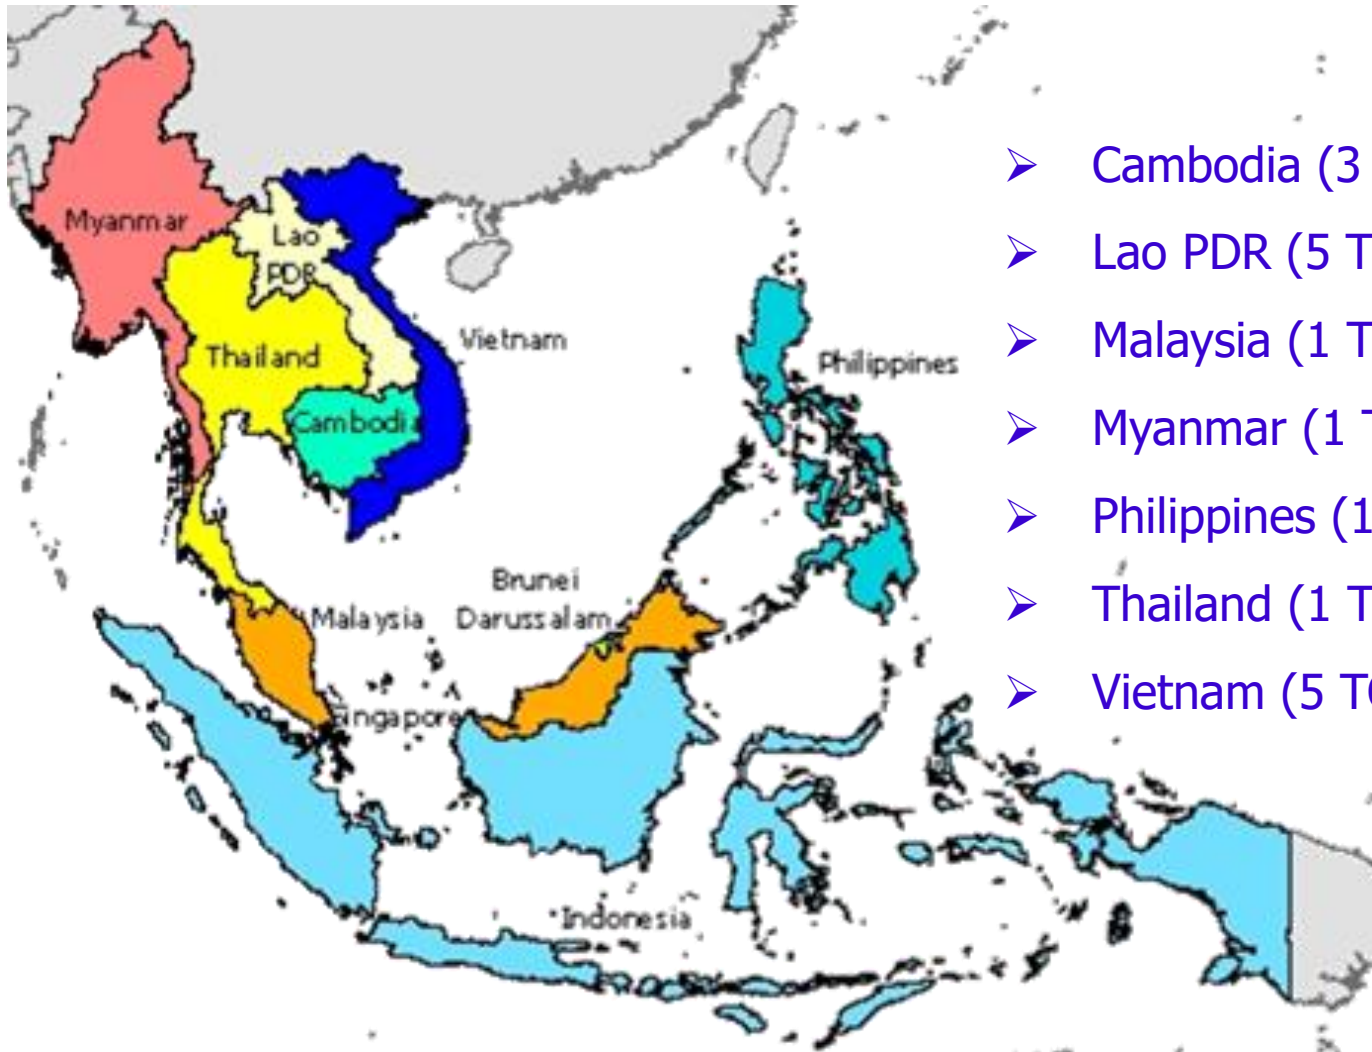 Myanmar
Lao
PDR
Thailand
Vietnam
Cambodia
Philippines
Brunei
Darussalam
Malaysia
Singapore
Indonesia
➢ Cambodia (3
➢ Lao PDR (5 T
➢ Malaysia (1 T
➢ Myanmar (1 T
➢ Philippines (1
➢ Thailand (1 T
➢ Vietnam (5 T